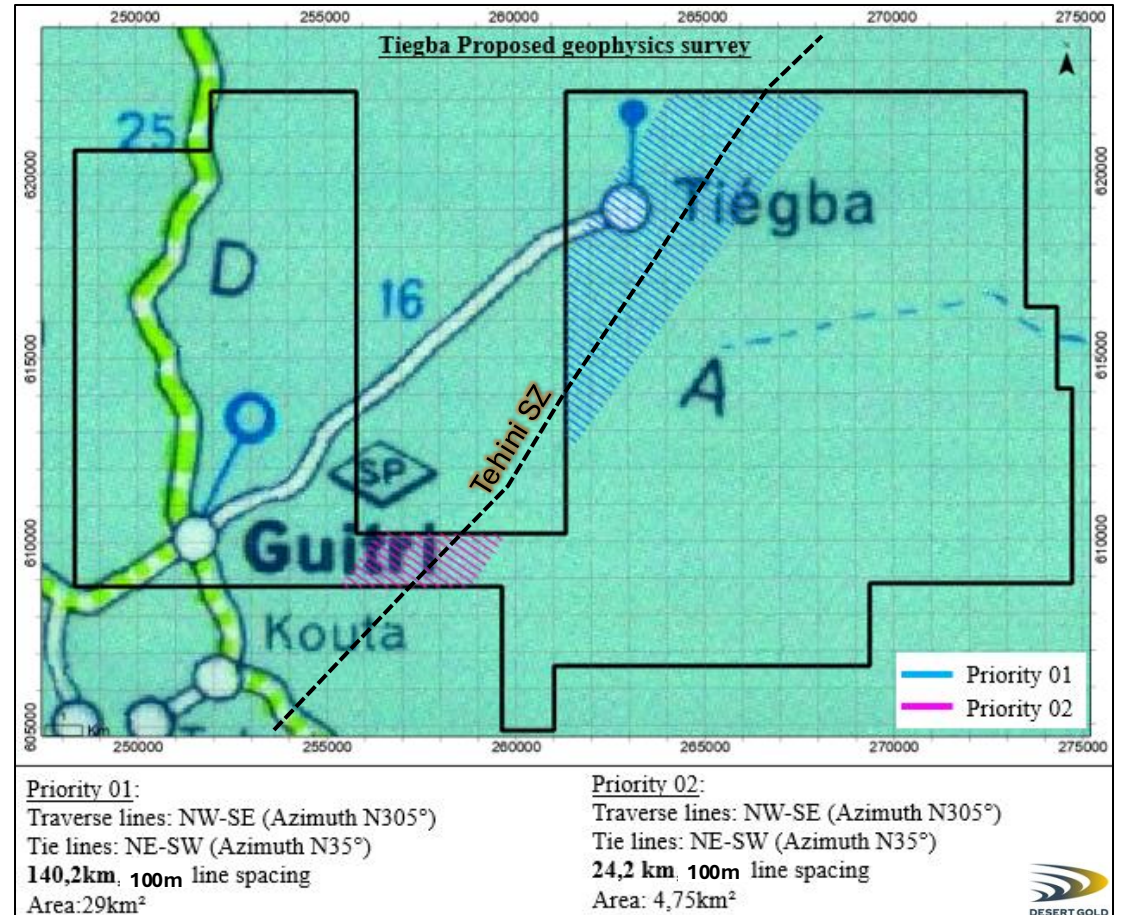 250000 255000 260000 265000 270000 275000
Tiegba Proposed geophysics survey
25
620000
620000
Tiégba
D
16
615000
615000
A
Tehini SZ
SP
610000
610000
Guitri
Kouta
Priority 01
Priority 02
605000
Km
250000 255000 260000 265000 270000 275000
Priority 01:
Traverse lines: NW-SE (Azimuth N305°)
Tie lines: NE-SW (Azimuth N35°)
140,2km, 100m line spacing
Area:29km²
Priority 02:
Traverse lines: NW-SE (Azimuth N305°)
Tie lines: NE-SW (Azimuth N35°)
24,2 km, 100m line spacing
Area: 4,75km²
DESERT GOLD